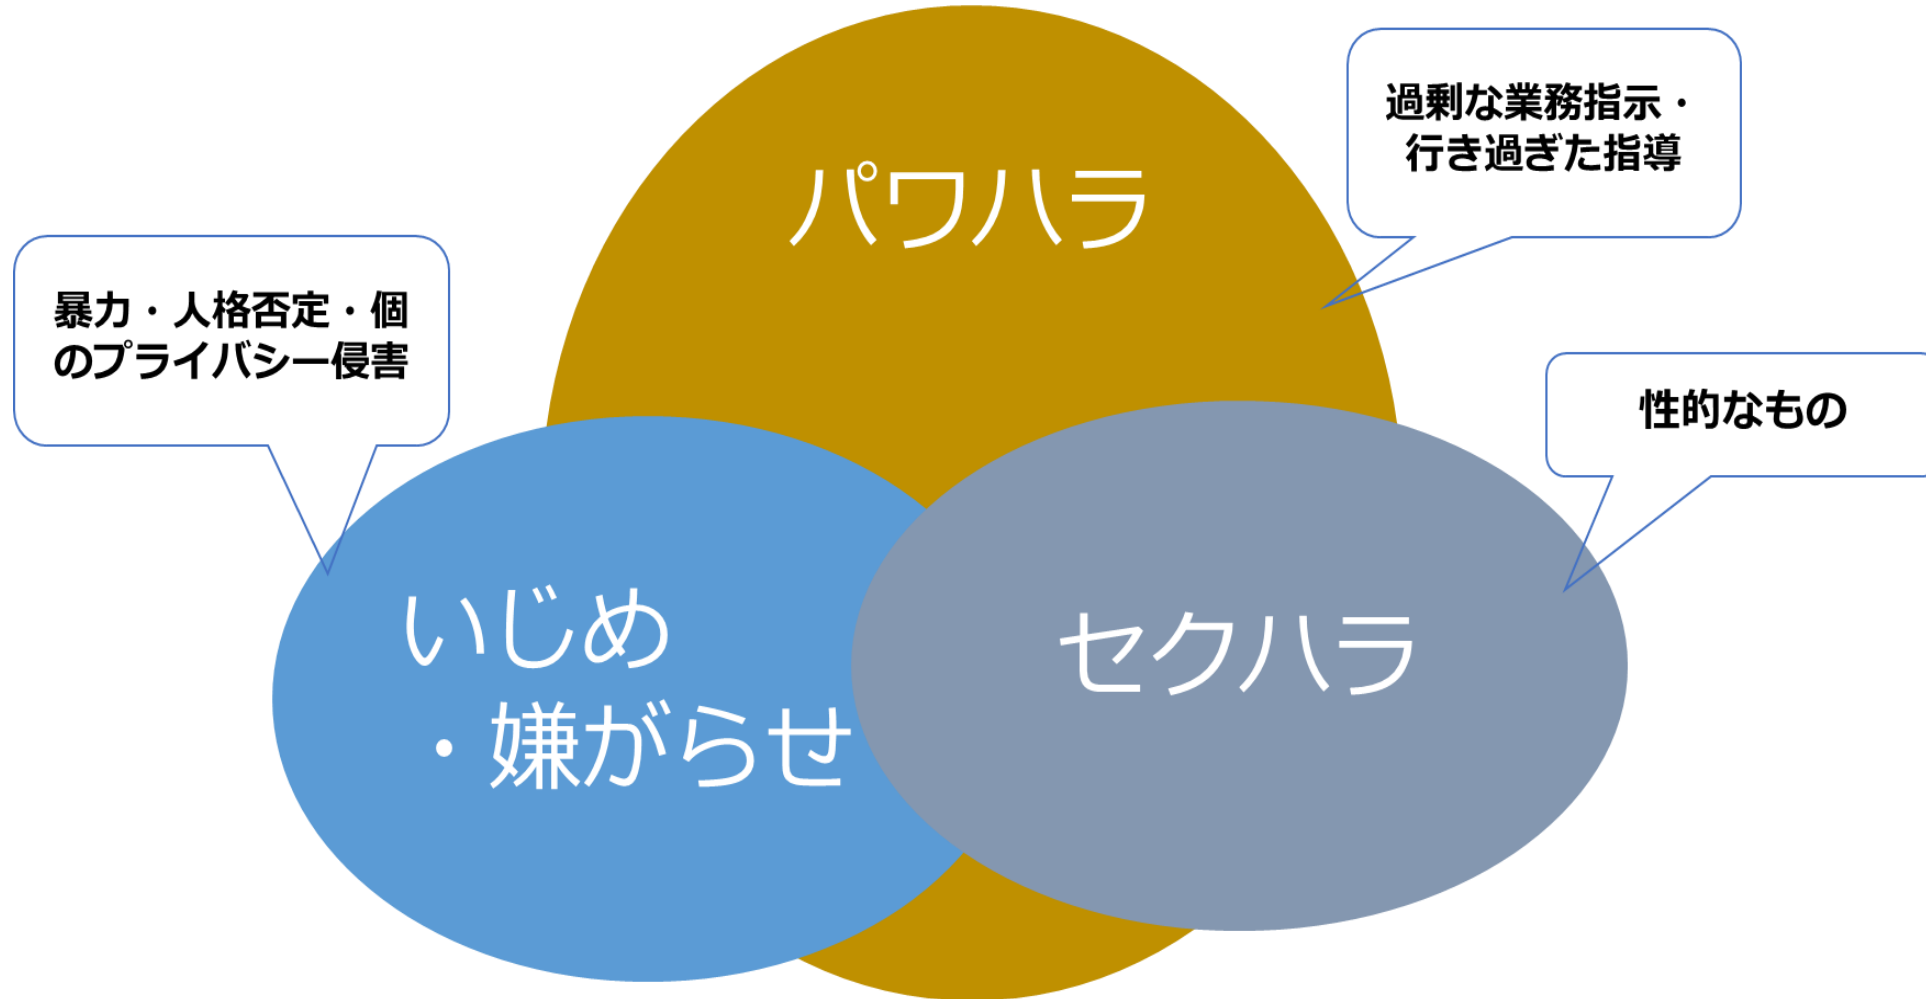 パワハラ
過剰な業務指示・
行き過ぎた指導
暴力・人格否定・個
のプライバシー侵害
性的なもの
いじめ
・嫌がらせ
セクハラ